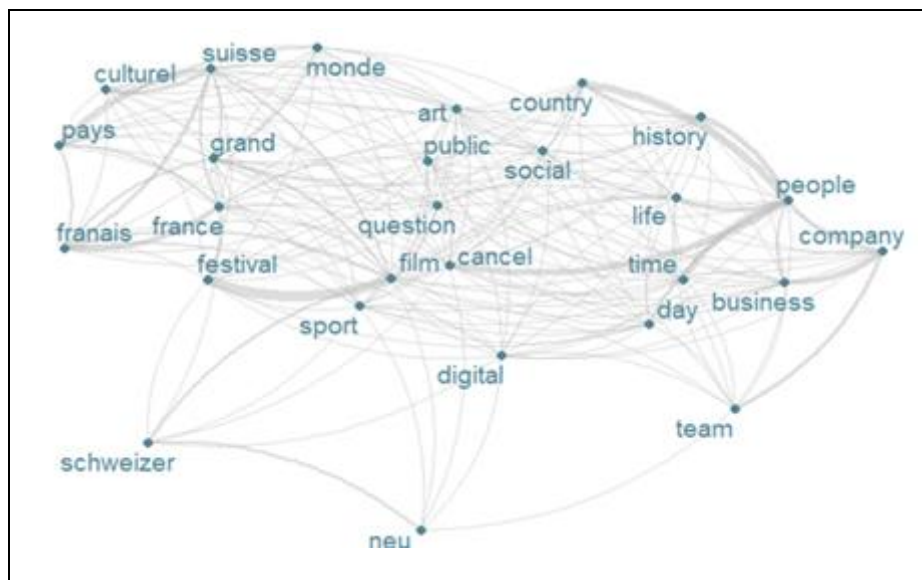 suisse
monde
culturel
country
art
history
pays
grand
public
social
people
life
franais
france
question
company
festival
film
cancel
time
business
sport
day
digital
team
schweizer
neu